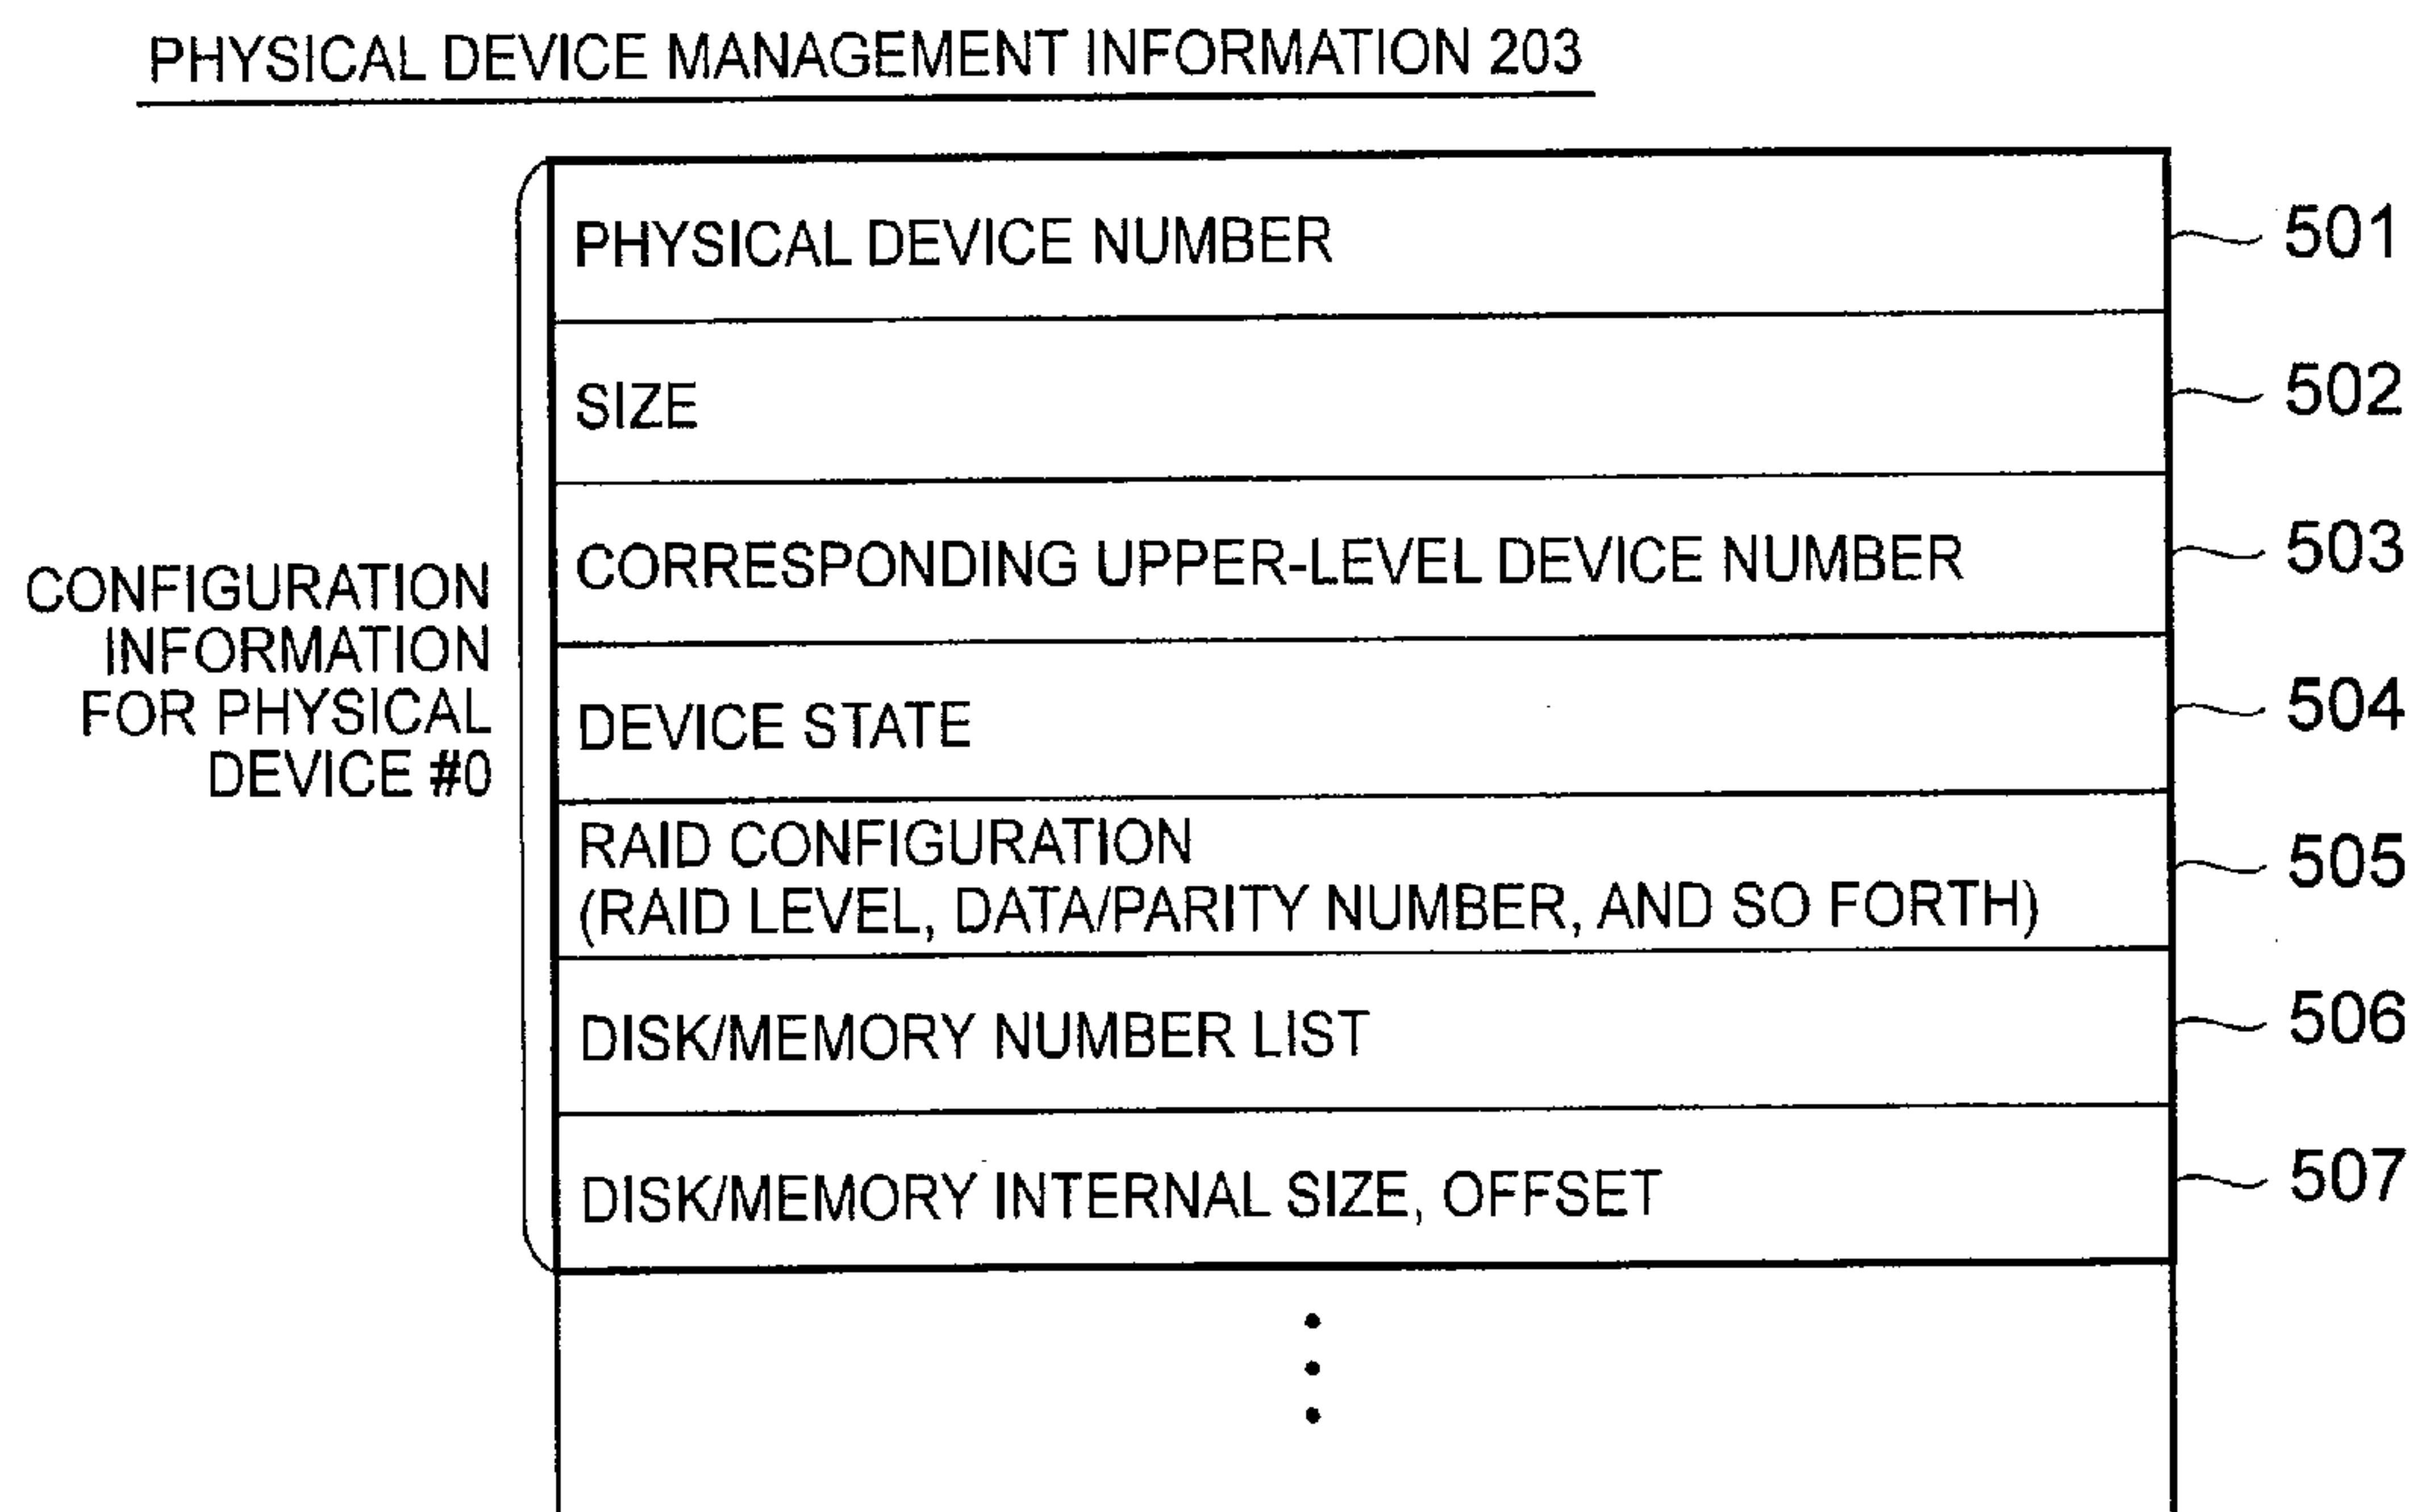 PHYSICAL DEVICE MANAGEMENT INFORMATION 203
PHYSICAL DEVICE NUMBER
501
SIZE
502
CORRESPONDING UPPER-LEVEL DEVICE NUMBER
503
CONFIGURATION
INFORMATION
FOR PHYSICAL
DEVICE #0
DEVICE STATE
504
RAID CONFIGURATION
(RAID LEVEL, DATA/PARITY NUMBER, AND SO FORTH)
505
DISK/MEMORY NUMBER LIST
506
DISK/MEMORY INTERNAL SIZE, OFFSET
507